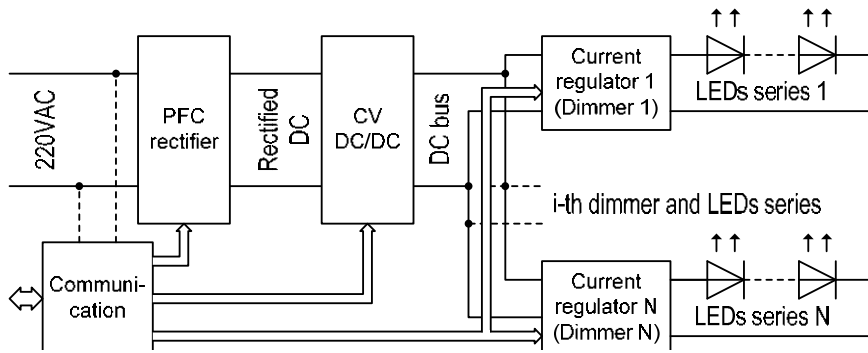 220VAC
PFC
rectifier
Rectified
DC
CV
DC/DC
DC bus
Current
regulator 1
(Dimmer 1)
LEDs series 1
i-th dimmer and LEDs series
Communi-
cation
Current
regulator N
(Dimmer N)
LEDs series N